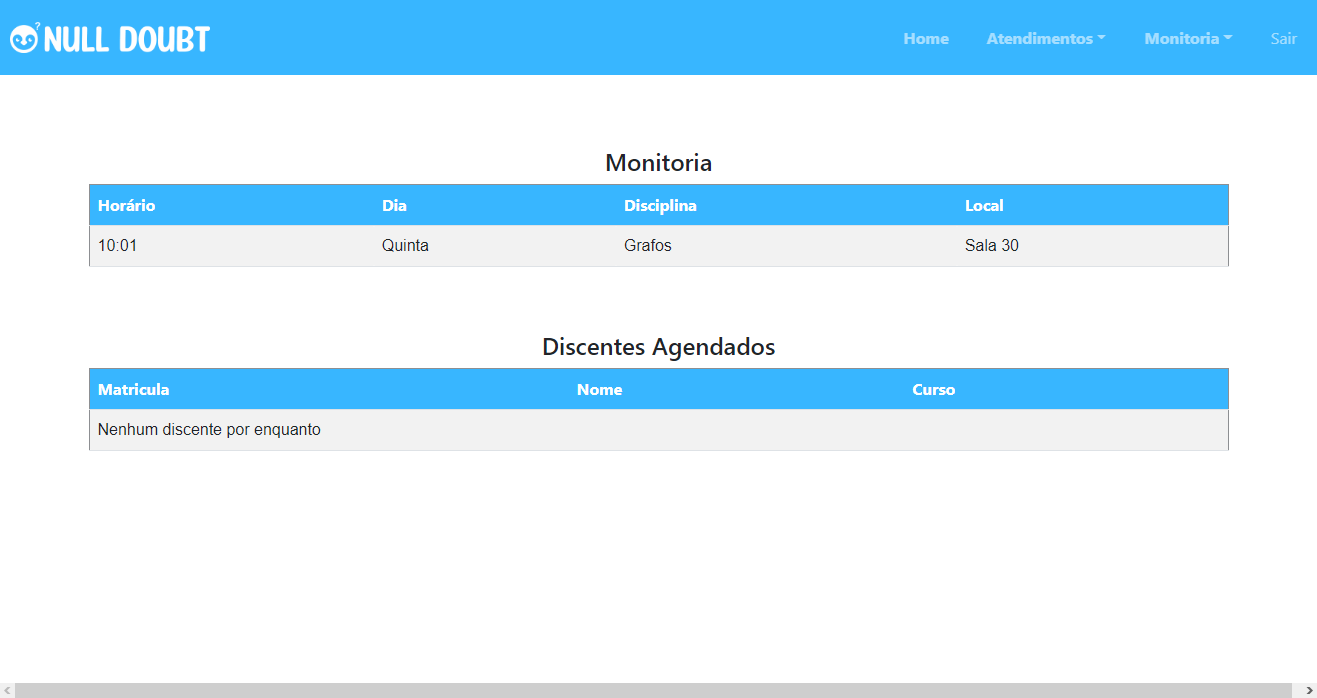 ? NULL DOUBT Home Atendimentos Monitoria Sair
Monitoria
Horário Dia Disciplina Local
10:01 Quinta Grafos Sala 30
Discentes Agendados
Matricula Nome Curso
Nenhum discente por enquanto